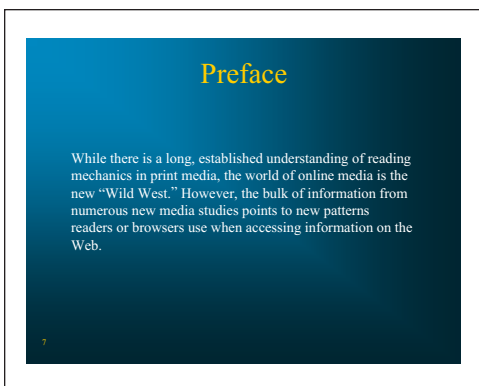 Preface
While there is a long, established understanding of reading
mechanics in print media, the world of online media is the
new “Wild West.” However, the bulk of information from
numerous new media studies points to new patterns
readers or browsers use when accessing information on the
Web.
7